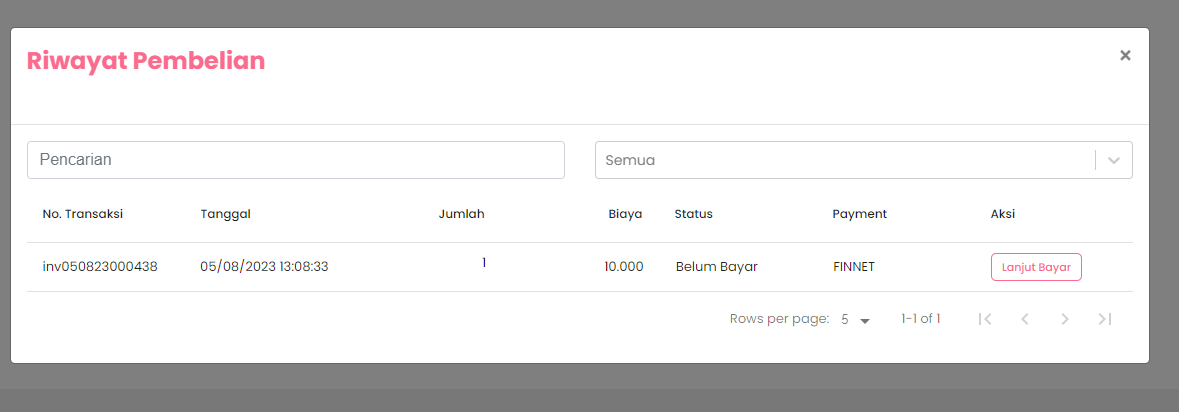 Riwayat Pembelian ×
Pencarian Semua
No. Transaksi Tanggal Jumlah Biaya Status Payment Aksi
inv050823000438 05/08/2023 13:08:33 1 10.000 Belum Bayar FINNET Lanjut Bayar
Rows per page: 5 1-1 of 1